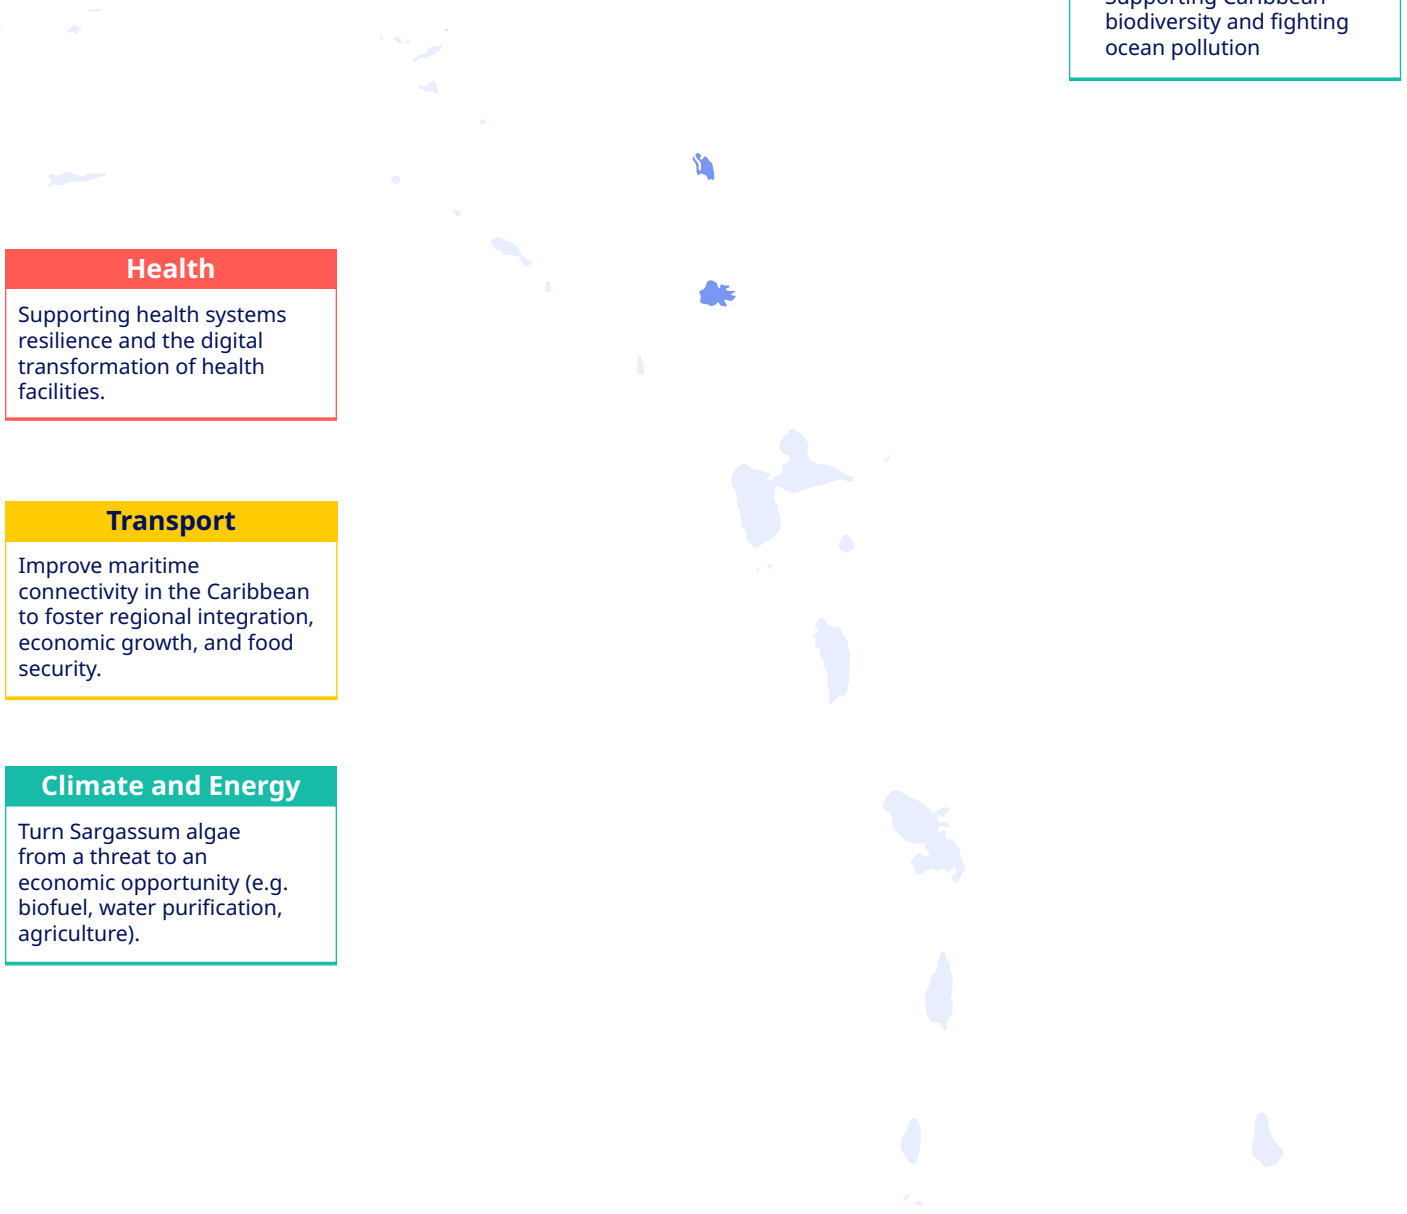 Supporting Caribbean
biodiversity and fighting
ocean pollution
Health
Supporting health systems
resilience and the digital
transformation of health
facilities.
Transport
Improve maritime
connectivity in the Caribbean
to foster regional integration,
economic growth, and food
security.
Climate and Energy
Turn Sargassum algae
from a threat to an
economic opportunity (e.g.
biofuel, water purification,
agriculture).